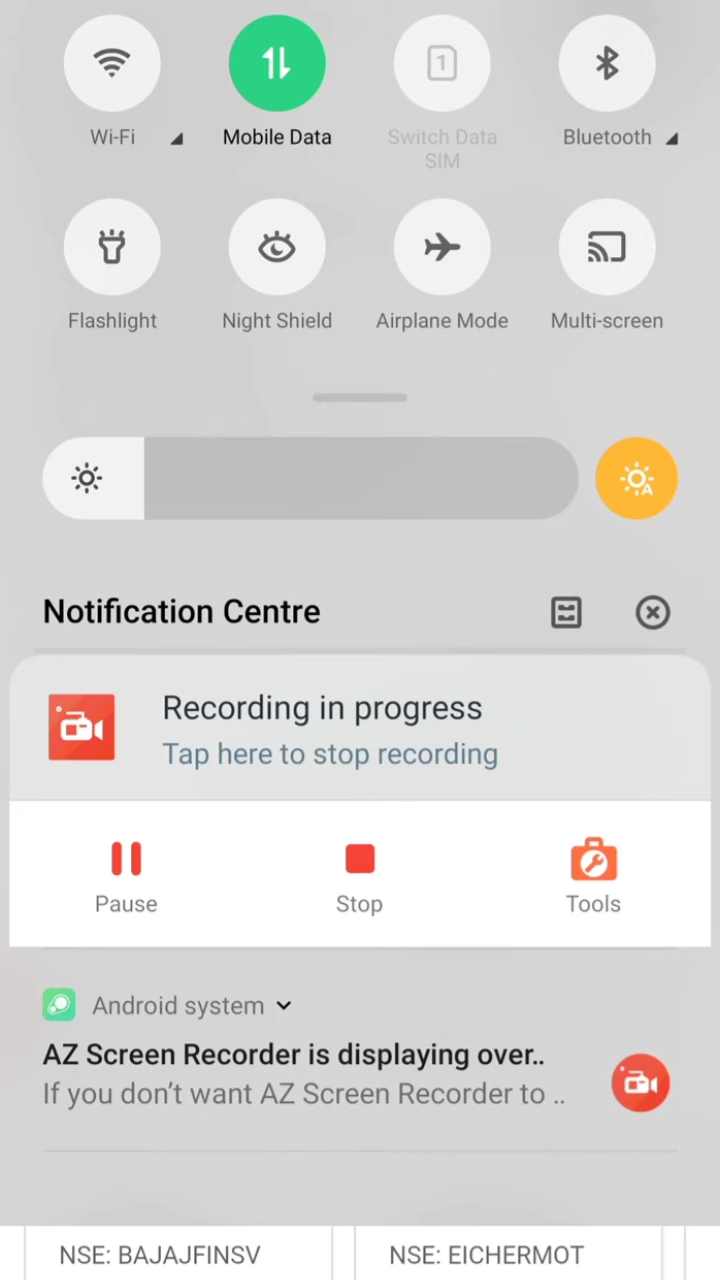 Wi-Fi
Mobile Data
Switch Data
SIM
Bluetooth
Flashlight
Night Shield
Airplane Mode
Multi-screen
A
Notification Centre
Recording in progress
Tap here to stop recording
Pause
Stop
Tools
Android system
AZ Screen Recorder is displaying over..
If you don’t want AZ Screen Recorder to ..
NSE: BAJAJFINSV
NSE: EICHERMOT